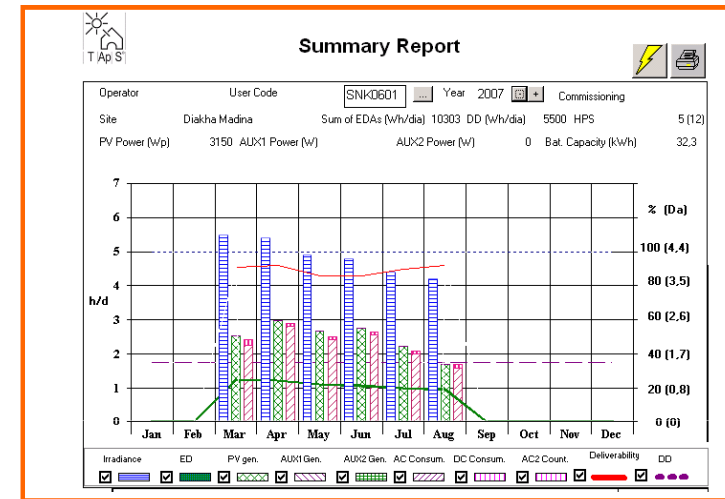 Summary Report
T Ap S
Operator User Code SNK0601 ... Year 2007 + Commissioning
Site Diakha Madina Sum of EDAs (Wh/dia) 10303 DD (Wh/dia) 5500 HPS 5 (12)
PV Power (Wp) 3150 AUX1 Power (W) AUX2 Power (W) 0 Bat. Capacity (kWh) 32,3
7
% (Da)
6
5 100 (4,4)
4 80 (3,5)
h/d
3 60 (2,6)
2 40 (1,7)
1 20 (0,8)
0 0 (0)
Jan Feb Mar Apr May Jun Jul Aug Sep Oct Nov Dec
Irradiance ED PV gen. AUX1 Gen. AUX2 Gen. AC Consum. DC Consum. AC2 Count. Deliverability DD